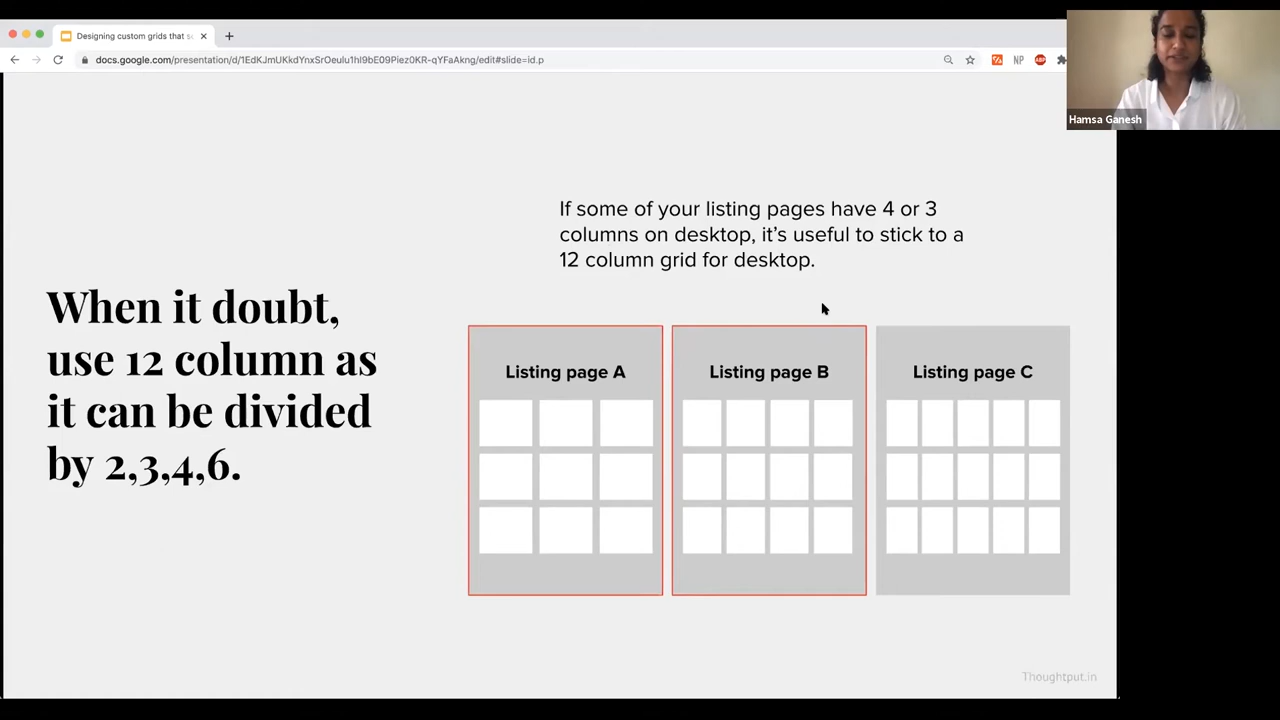 Designing custom grids that s
docs.google.com/presentation/d/1EdKJmUKkdYnxSrOeulu1hI9bE09Piez0KR-qYFaAkng/edit#slide=id.p
NP
ABP
Hamsa Ganesh
If some of your listing pages have 4 or 3
columns on desktop, it’s useful to stick to a
12 column grid for desktop.
When it doubt,
use 12 column as
it can be divided
by 2,3,4,6.
Listing page A
Listing page B
Listing page C
Thoughtput.in